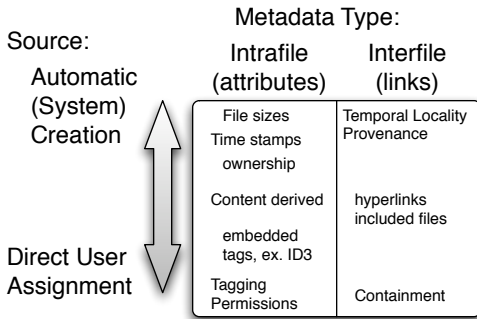 Metadata Type:
Source:
Intrafile (attributes)
Interfile (links)
Automatic
(System)
Creation
File sizes
Time stamps
ownership
Temporal Locality
Provenance
Content derived
hyperlinks
included files
embedded
tags, ex. ID3
Direct User
Assignment
Tagging
Permissions
Containment